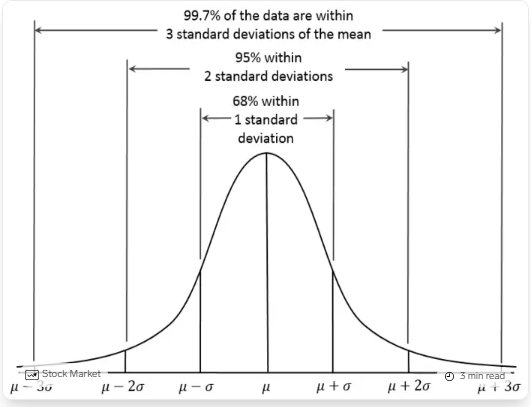 99.7% of the data are within
3 standard deviations of the mean
95% within
2 standard deviations
68% within
1 standard
deviation
Stock Market
3 min read
μ − 3σ μ − 2σ μ − σ μ μ + σ μ + 2σ μ + 3σ